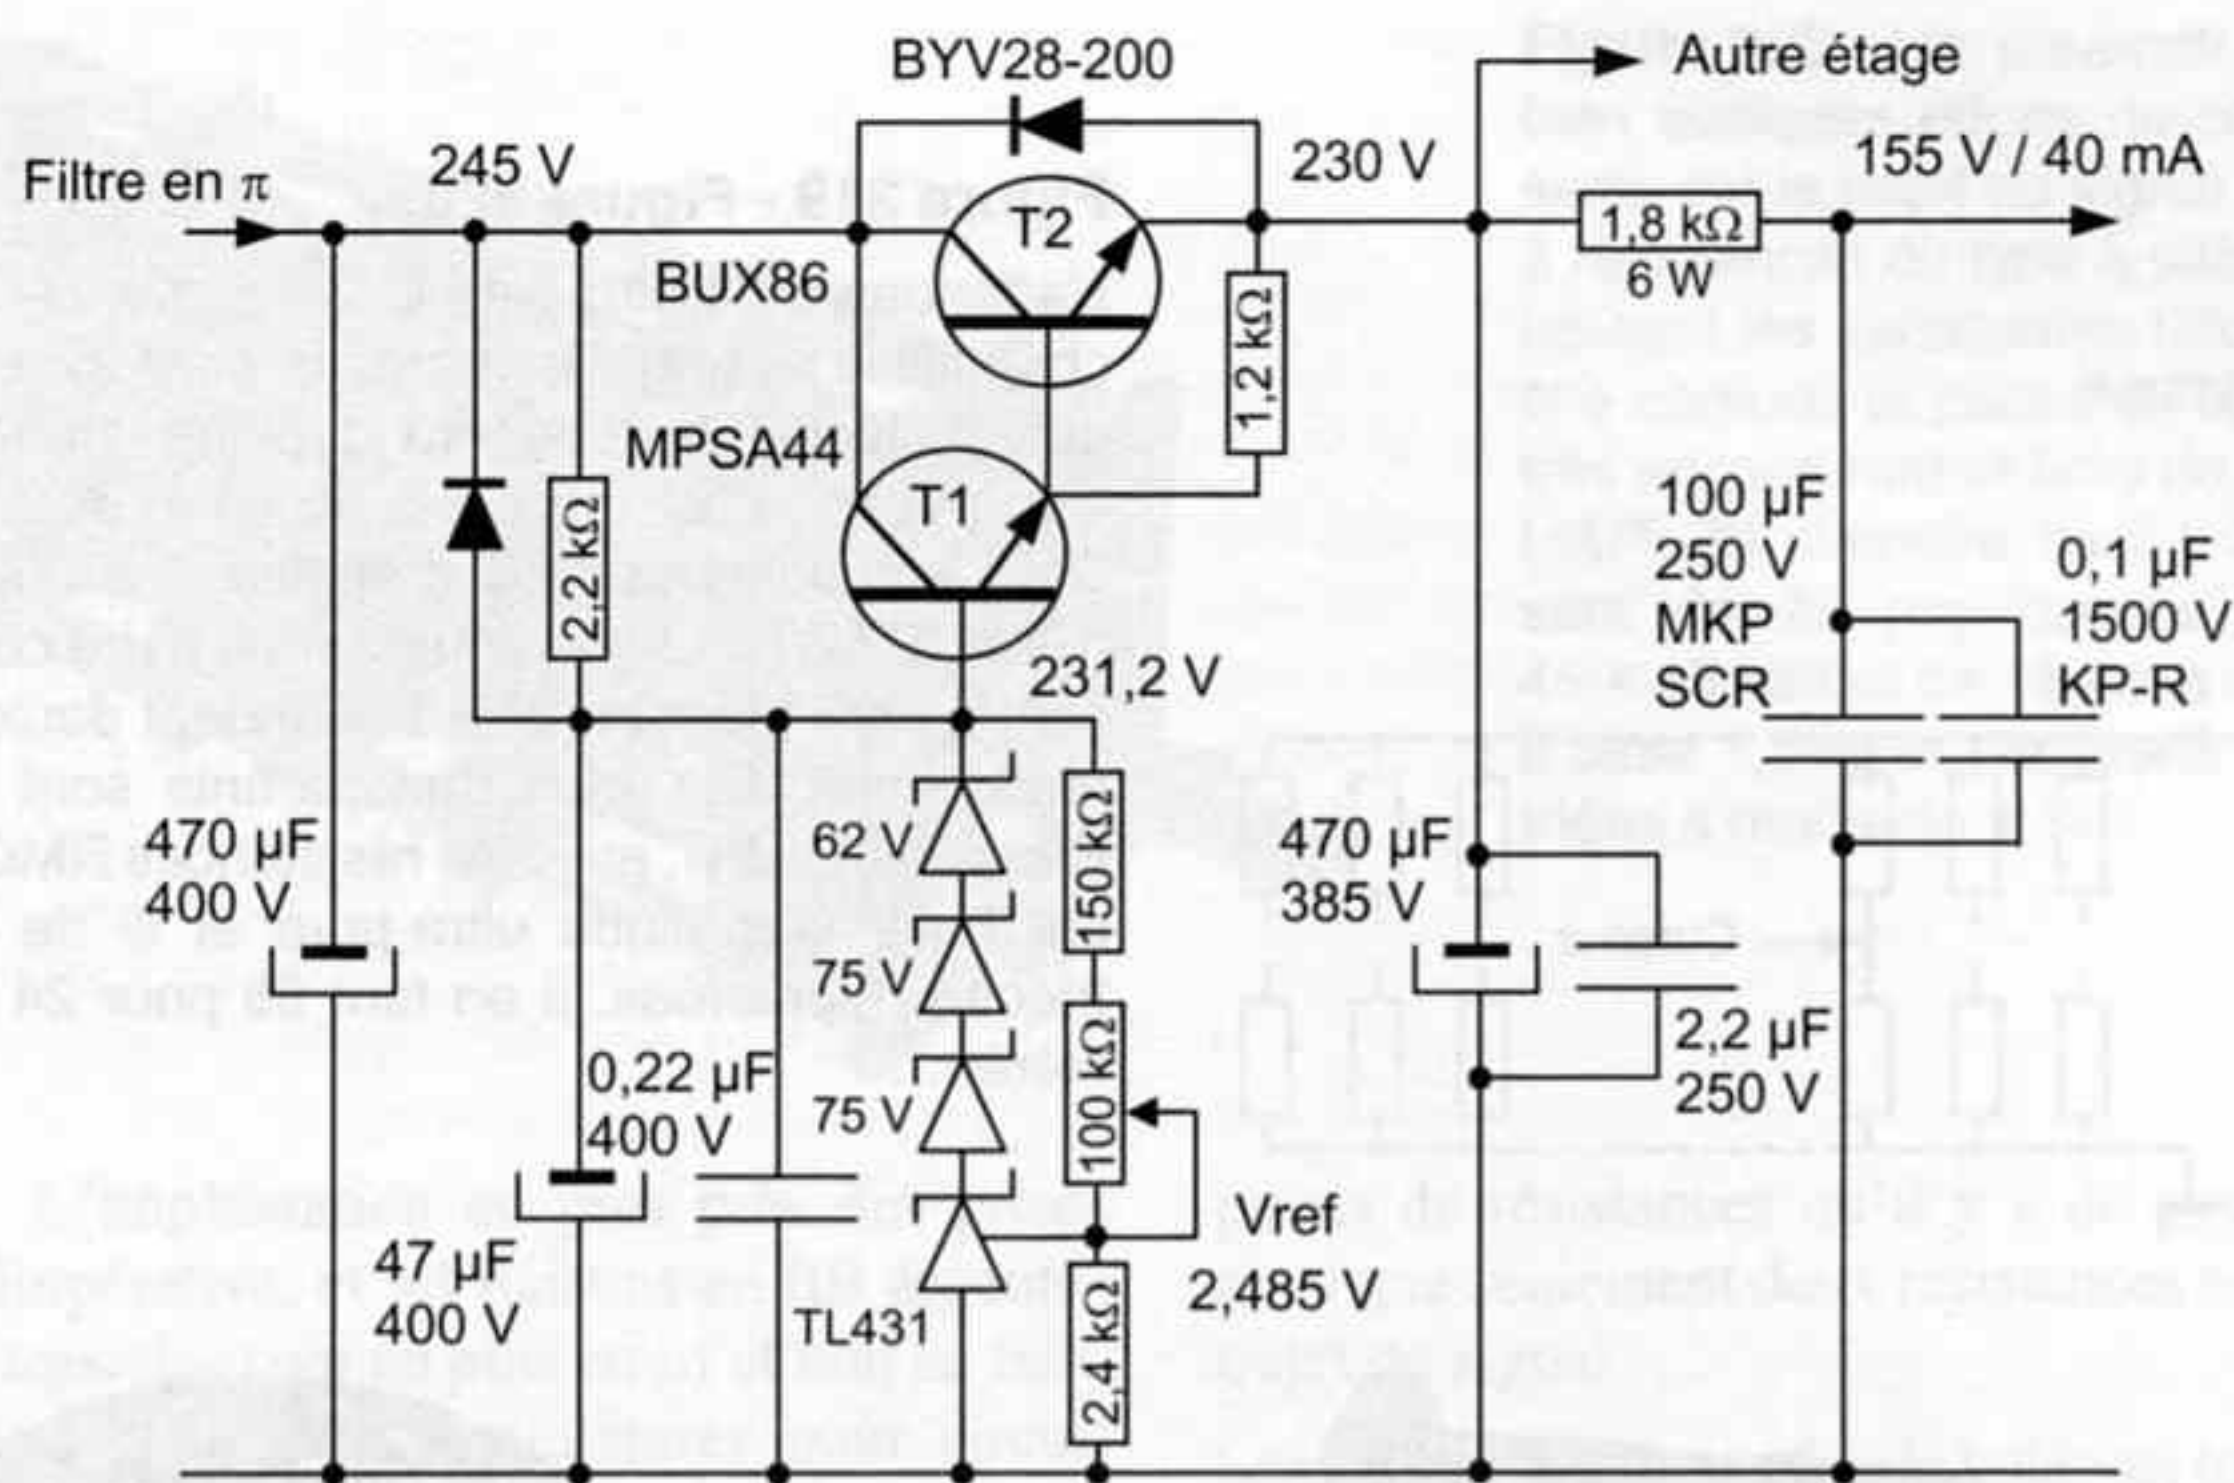 BYV28-200
Autre étage
Filtre en π
245 V
230 V
155 V / 40 mA
T2
BUX86
1,8 kΩ
6 W
1,2 kΩ
MPSA44
T1
2,2 kΩ
231,2 V
100 µF
250 V
MKP
SCR
0,1 µF
1500 V
KP-R
470 µF
400 V
62 V
150 kΩ
470 µF
385 V
75 V
0,22 µF
400 V
75 V
100 kΩ
2,2 µF
250 V
47 µF
400 V
TL431
Vref
2,485 V
2,4 kΩ